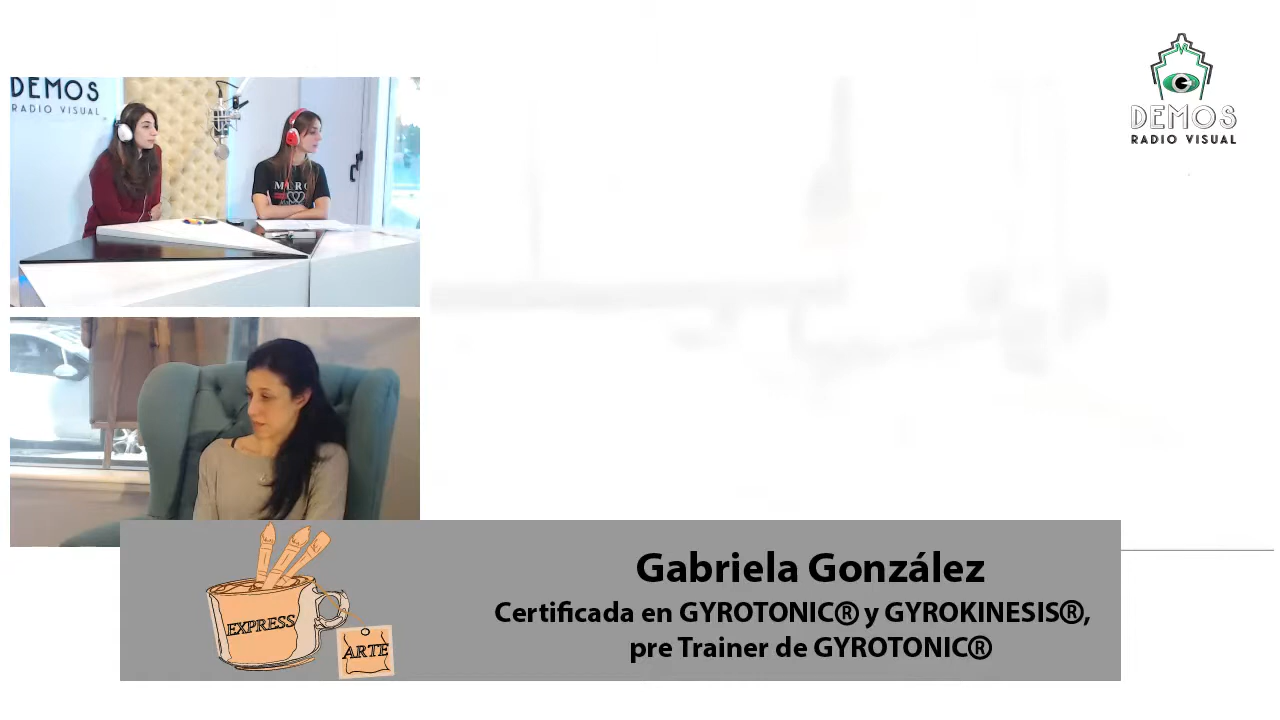 DEMOS
RADIO VISUAL
DEMOS
RADIO VISUAL
EXPRESS
ARTE
Gabriela González
Certificada en GYROTONIC® y GYROKINESIS®,
pre Trainer de GYROTONIC®